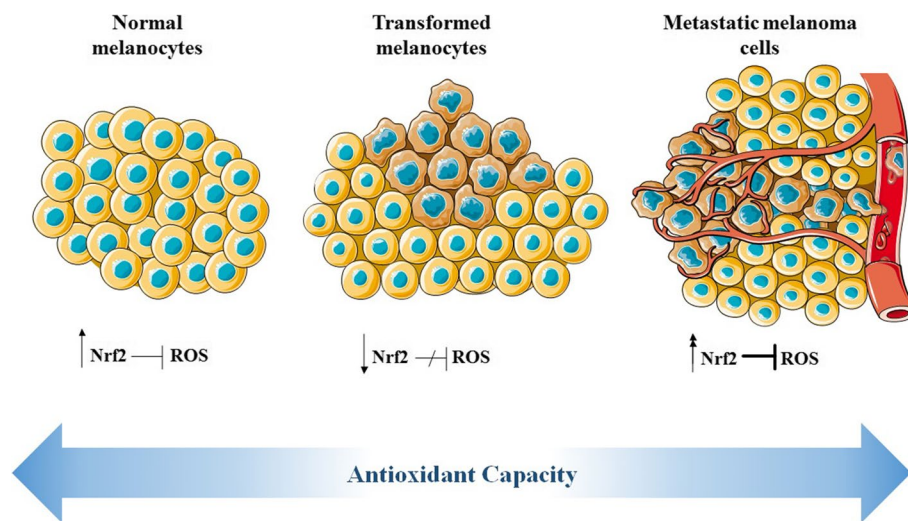 Normal
melanocytes
Transformed
melanocytes
Metastatic melanoma
cells
Nrf2 ROS
Nrf2 ROS
Nrf2 ROS
Antioxidant Capacity